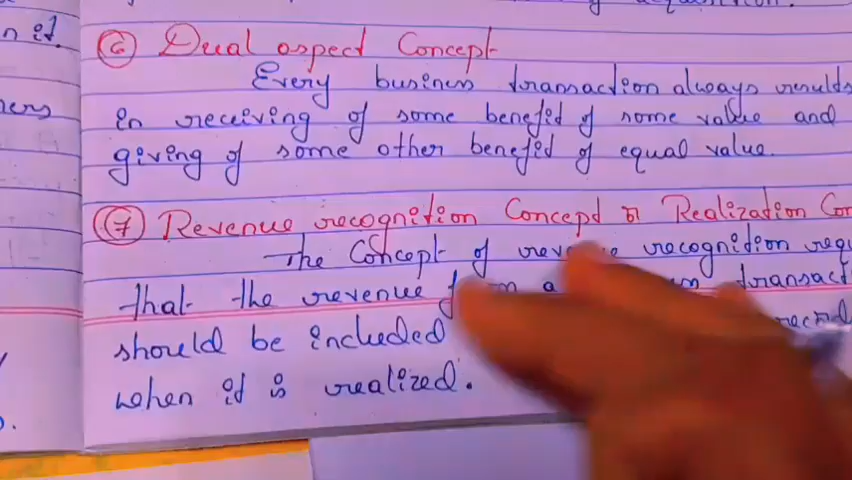 n it.
⑥ Dual aspect Concept
Every business transaction always results
in receiving of some benefit of some value and
giving of some other benefit of equal value.
⑦ Revenue recognition Concept or Realization
The Concept of recognition
that the revenue a
should be included
when it is realized.